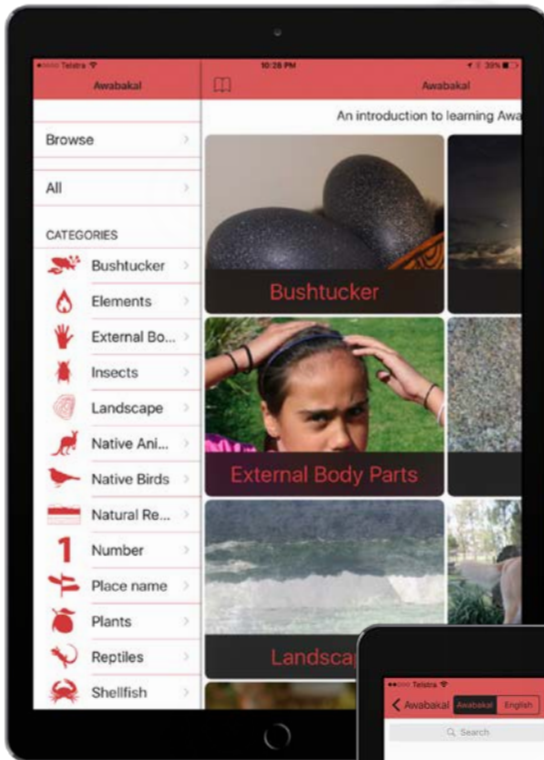 Telstra
10:28 PM
39%
Awabakal
Awabakal
An introduction to learning Awa
Browse
All
CATEGORIES
Bushtucker
Elements
External Bo...
Insects
Landscape
Native Ani...
Native Birds
Natural Re...
1
Number
Place name
Plants
Reptiles
Shellfish
Bushtucker
External Body Parts
Landscap
Telstra
Awabakal
Awabakal
English
Search